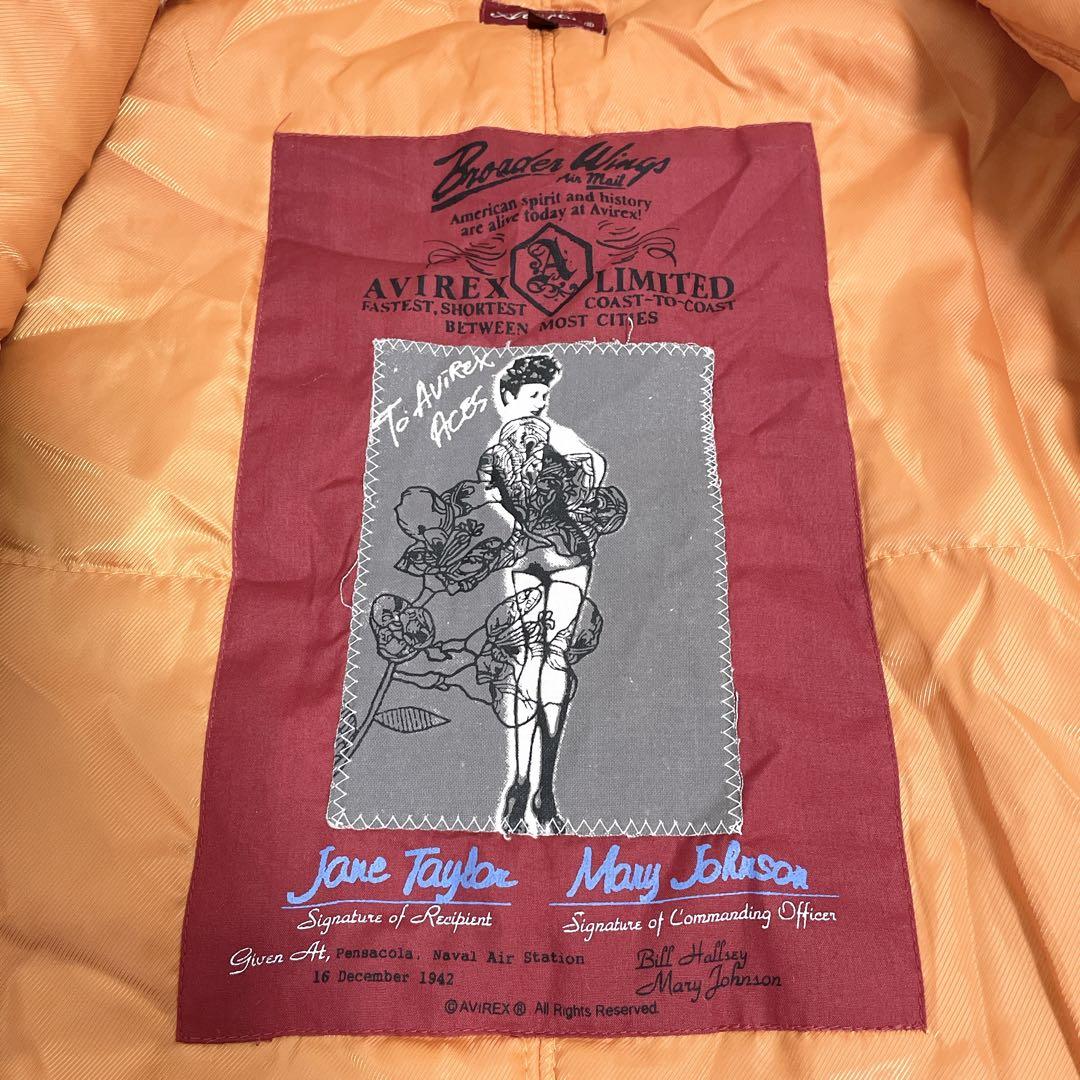 Avirex ®
Broader Wings
Air Mail
American spirit and history
are alive today at Avirex!
A
AVIREX LIMITED
FASTEST, SHORTEST COAST-TO-COAST
BETWEEN MOST CITIES
To AVIREX
ACES
Jane Taylor Mary Johnson
Signature of Recipient Signature of Commanding Officer
Given At, Pensacola, Naval Air Station Bill Hallsey
16 December 1942 Mary Johnson
©AVIREX® All Rights Reserved.